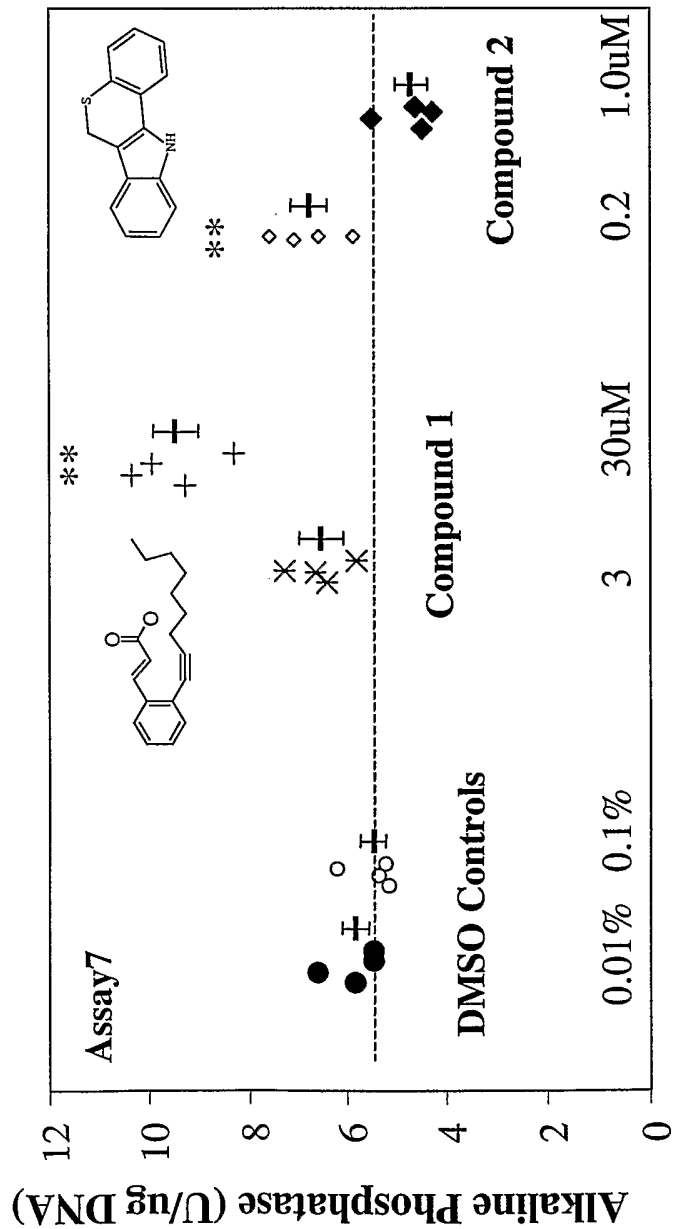 Assay7
**
**
O
O
S
NH
DMSO Controls
Compound 1
Compound 2
0.01% 0.1% 3 30uM 0.2 1.0uM
12
10
8
6
4
2
0
Alkaline Phosphatase (U/ug DNA)